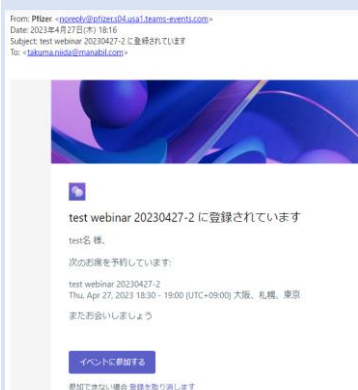 From: Pfizer <noreply@pfizer.s04.usa1.teams-events.com>
Date: 2023年4月27日(木) 18:16
Subject: test webinar 20230427-2 に登録されています
To: <takuma.niida@manabil.com>
test webinar 20230427-2 に登録されています
test名 様、
次のお席を予約しています:
test webinar 20230427-2
Thu, Apr 27, 2023 18:30 - 19:00 (UTC+09:00) 大阪、札幌、東京
またお会いしましょう
イベントに参加する
参加できない場合 登録を取り消します